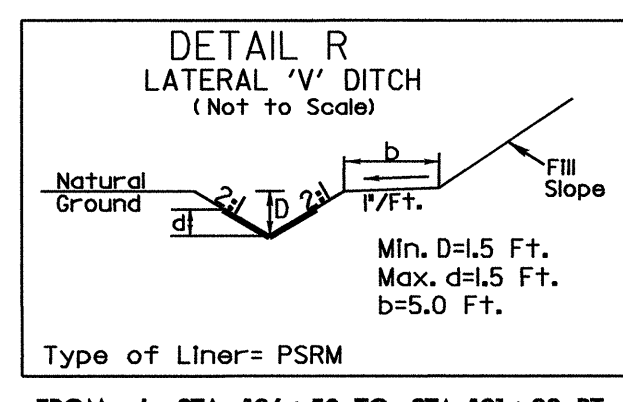 DETAIL R
LATERAL 'V' DITCH
(Not to Scale)
b
Natural
Ground
2:1
D
2:1
1"/Ft.
Fill
Slope
d
Min. D=1.5 Ft.
Max. d=1.5 Ft.
b=5.0 Ft.
Type of Liner= PSRM